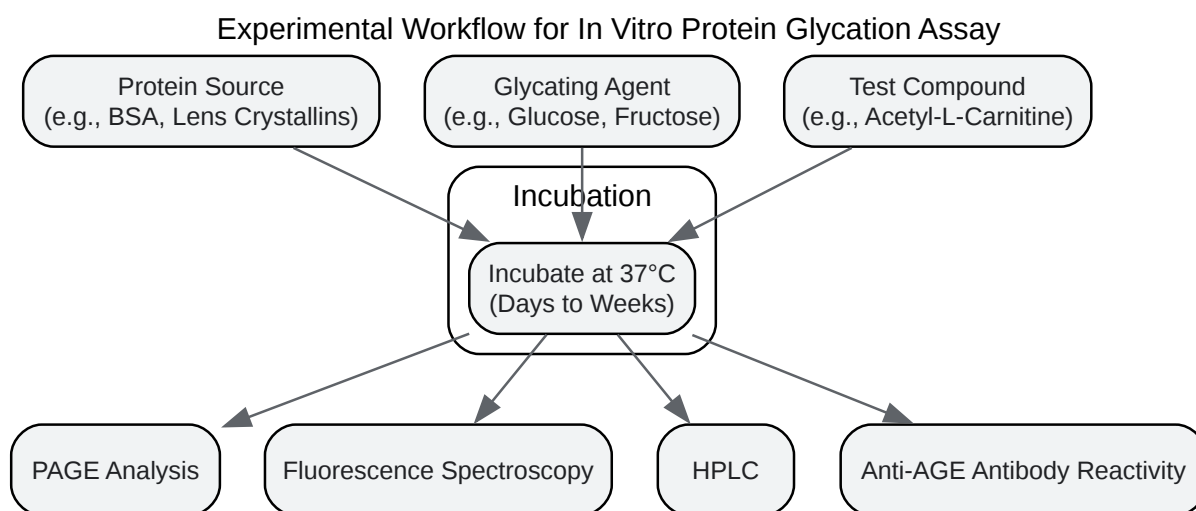 Experimental Workflow for In Vitro Protein Glycation Assay
Protein Source
(e.g., BSA, Lens Crystallins)
Glycating Agent
(e.g., Glucose, Fructose)
Test Compound
(e.g., Acetyl-L-Carnitine)
Incubation
Incubate at 37°C
(Days to Weeks)
PAGE Analysis
Fluorescence Spectroscopy
HPLC
Anti-AGE Antibody Reactivity